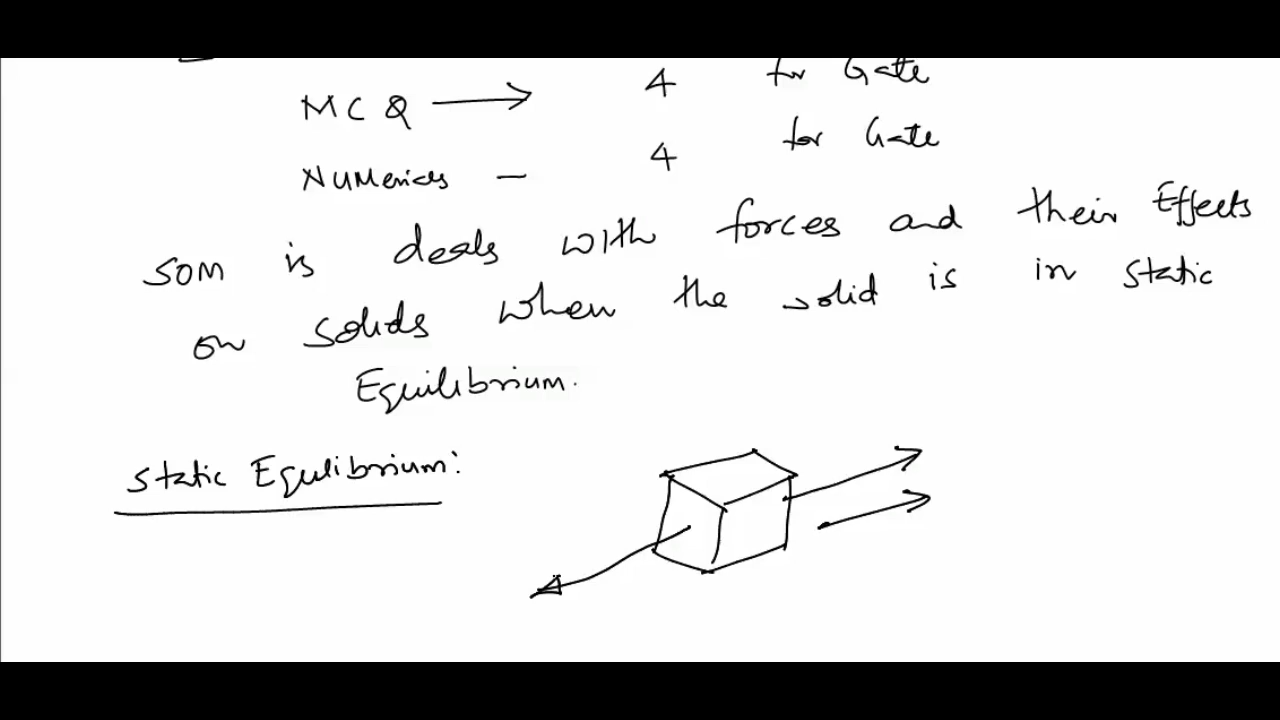 MCQ → 4 for Gate
Numericals - 4 for Gate
SOM is deals with forces and their Effects
on solids when the solid is in static
Equilibrium.
Static Equilibrium: